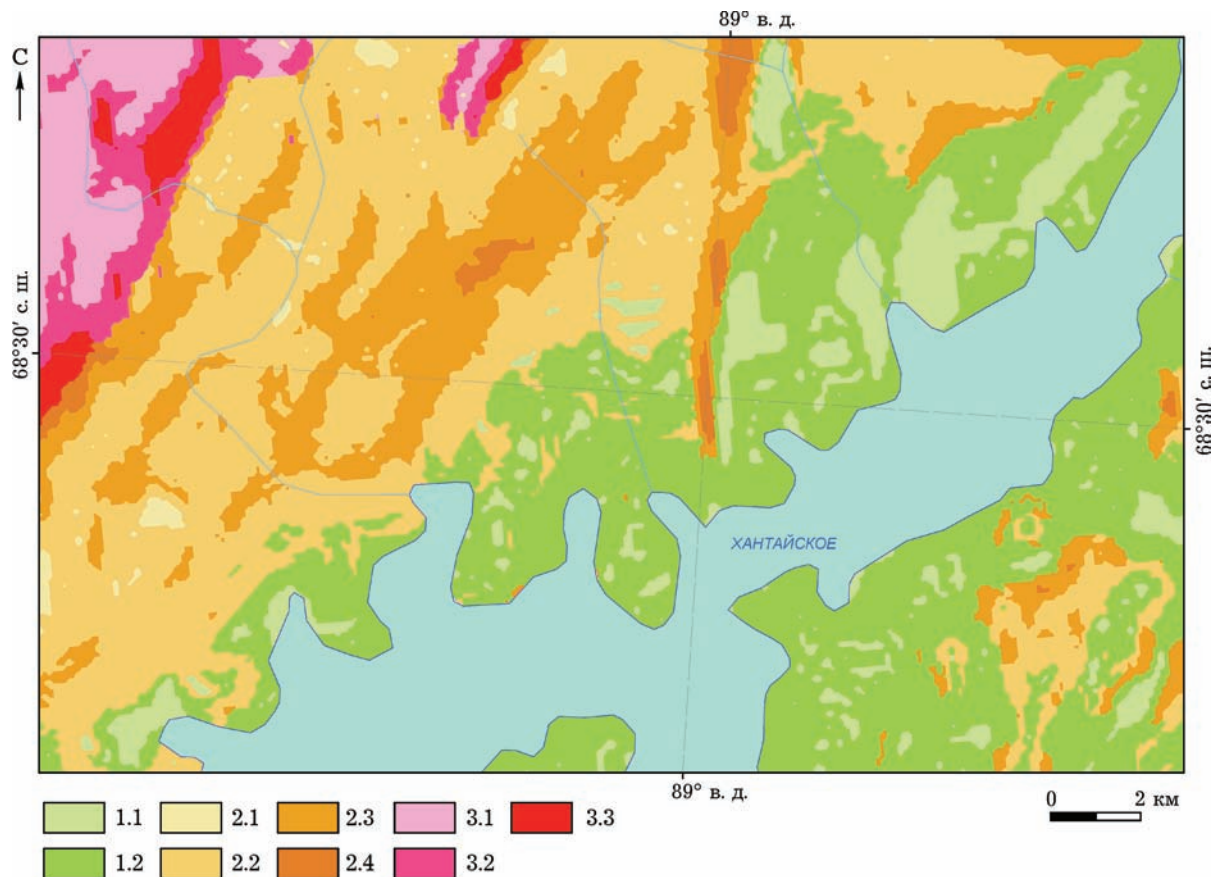 89° в. д.
С
68°30′ с. ш.
68°30′ с. ш.
ХАНТАЙСКОЕ
89° в. д.
1.1 2.1 2.3 3.1 3.3
0 2 км
1.2 2.2 2.4 3.2